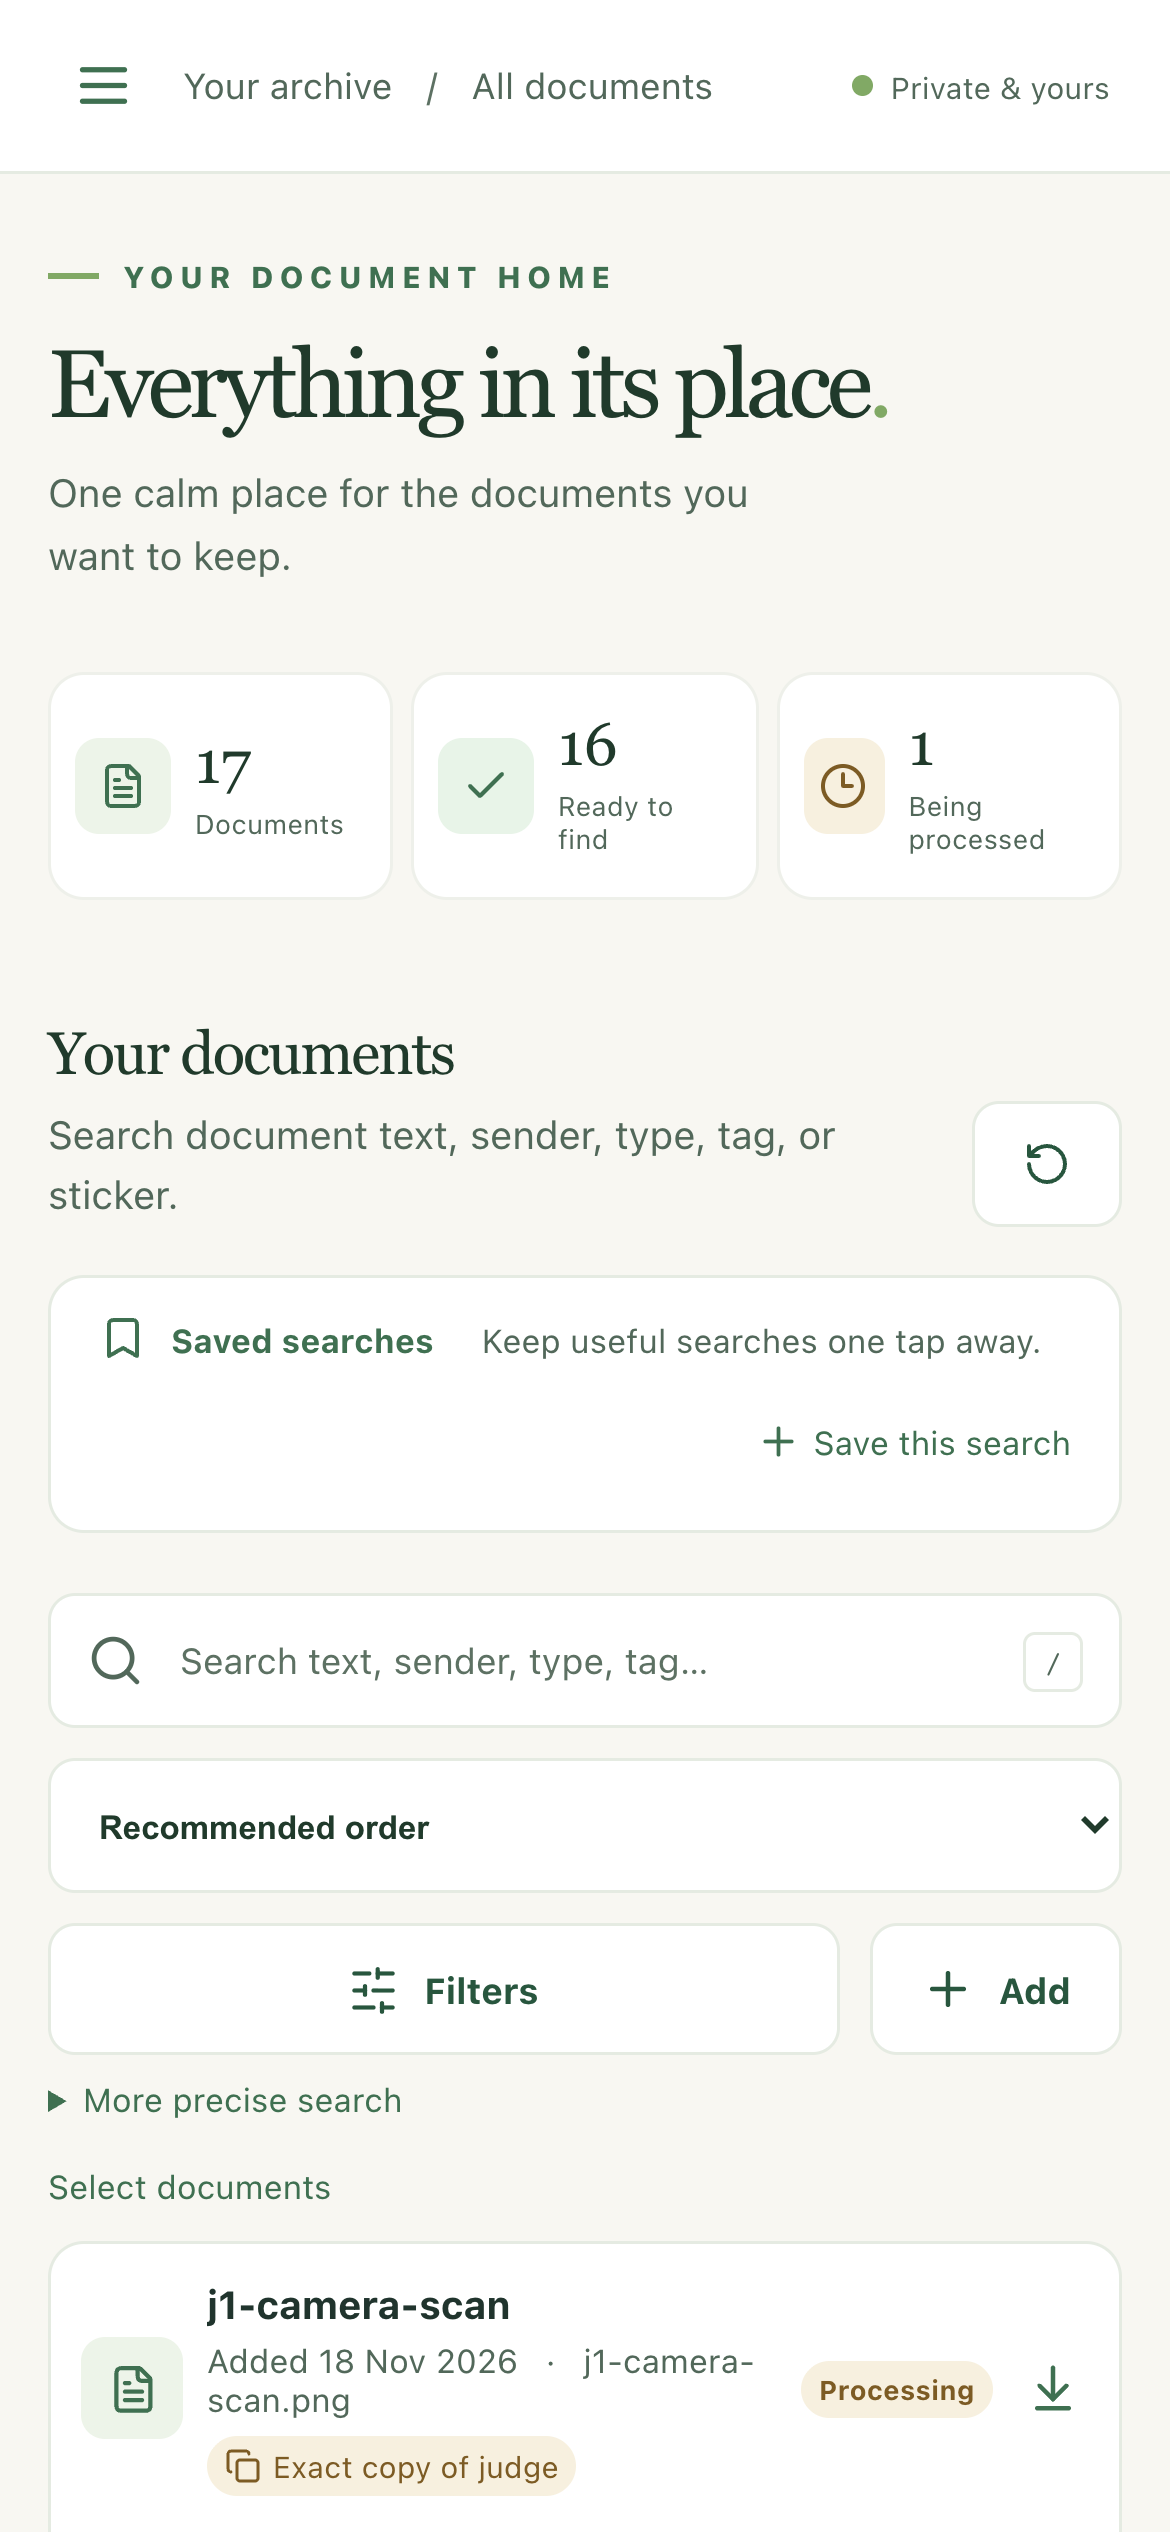 Your archive / All documents
Private & yours
YOUR DOCUMENT HOME
Everything in its place.
One calm place for the documents you
want to keep.
17
Documents
16
Ready to
find
1
Being
processed
Your documents
Search document text, sender, type, tag, or
sticker.
Saved searches Keep useful searches one tap away.
+ Save this search
Search text, sender, type, tag...
/
Recommended order
Filters
+ Add
More precise search
Select documents
j1-camera-scan
Added 18 Nov 2026 · j1-camera-
scan.png
Processing
Exact copy of judge